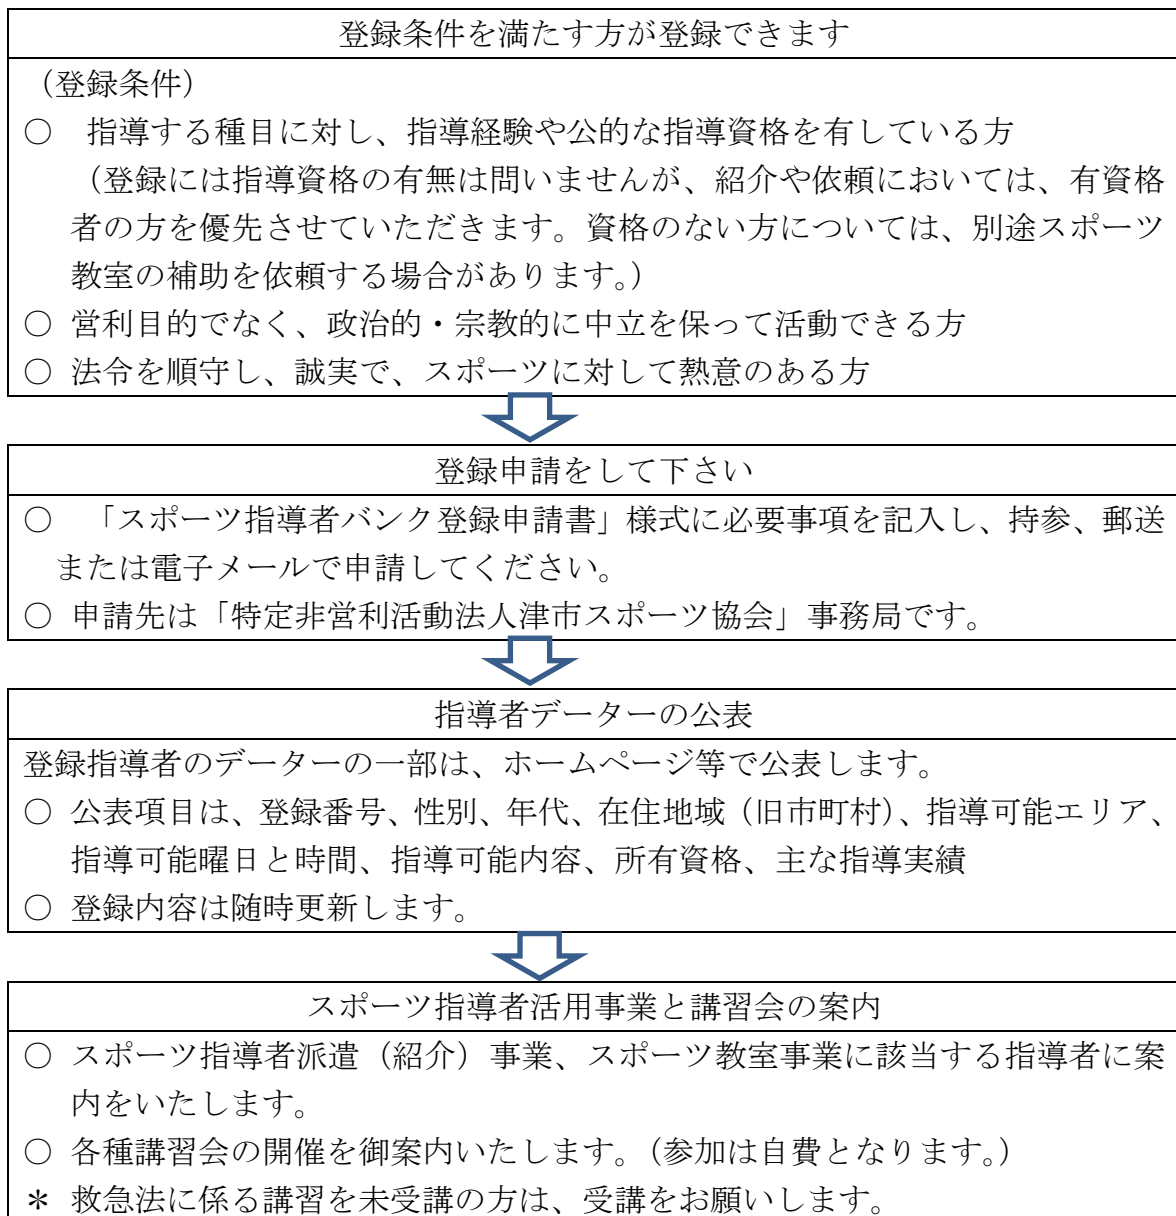 登録条件を満たす方が登録できます
（登録条件）
○　指導する種目に対し、指導経験や公的な指導資格を有している方
（登録には指導資格の有無は問いませんが、紹介や依頼においては、有資格
者の方を優先させていただきます。資格のない方については、別途スポーツ
教室の補助を依頼する場合があります。）
○ 営利目的でなく、政治的・宗教的に中立を保って活動できる方
○ 法令を順守し、誠実で、スポーツに対して熱意のある方
登録申請をして下さい
○　「スポーツ指導者バンク登録申請書」様式に必要事項を記入し、持参、郵送
または電子メールで申請してください。
○ 申請先は「特定非営利活動法人津市スポーツ協会」事務局です。
指導者データーの公表
登録指導者のデーターの一部は、ホームページ等で公表します。
○ 公表項目は、登録番号、性別、年代、在住地域（旧市町村）、指導可能エリア、
指導可能曜日と時間、指導可能内容、所有資格、主な指導実績
○ 登録内容は随時更新します。
スポーツ指導者活用事業と講習会の案内
○ スポーツ指導者派遣（紹介）事業、スポーツ教室事業に該当する指導者に案
内をいたします。
○ 各種講習会の開催を御案内いたします。（参加は自費となります。）
＊ 救急法に係る講習を未受講の方は、受講をお願いします。